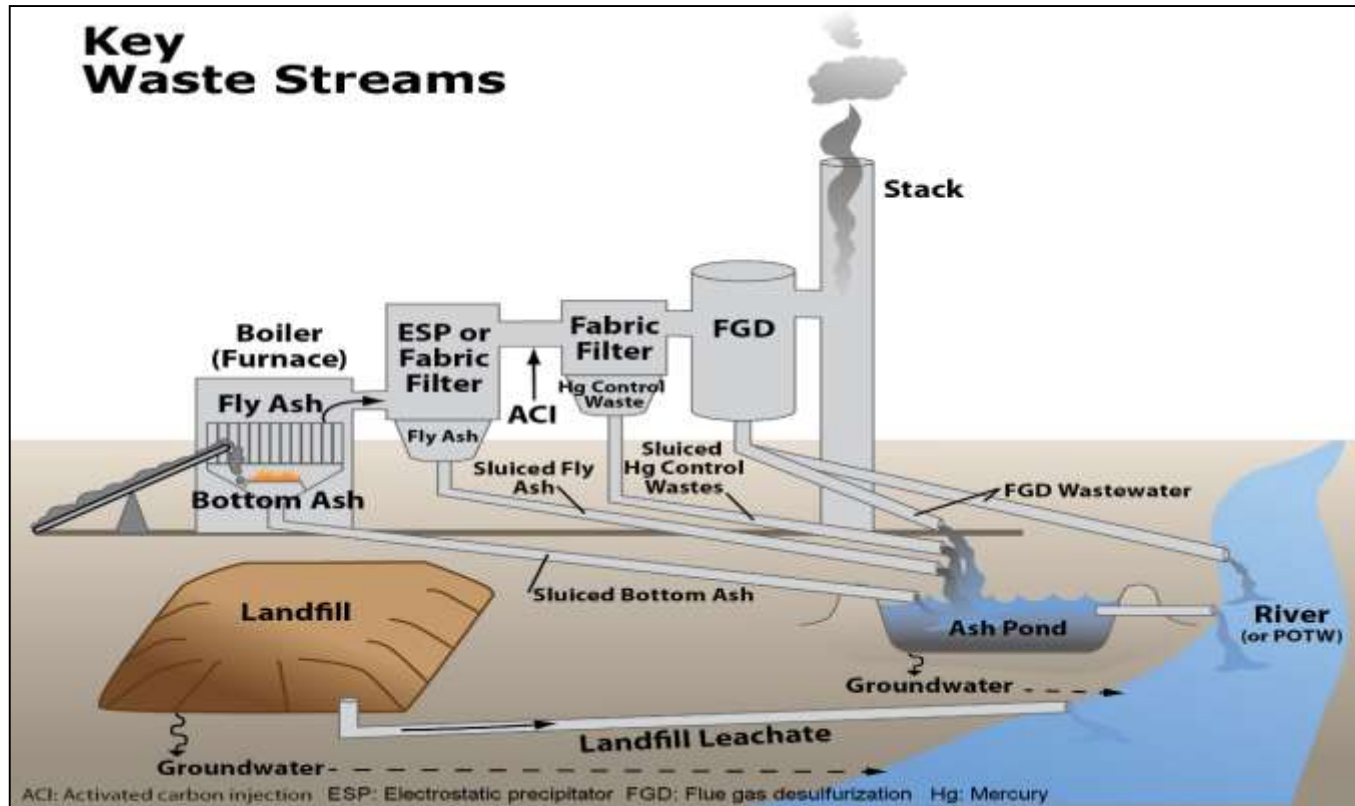 Key
Waste Streams
Stack
Boiler
(Furnace)
Fly Ash
Bottom Ash
ESP or
Fabric
Filter
Fly Ash
ACI
Fabric
Filter
Hg Control
Waste
FGD
Sluiced Fly
Ash
Sluiced
Hg Control
Wastes
FGD Wastewater
Sluiced Bottom Ash
Landfill
Ash Pond
River
(or POTW)
Groundwater
Landfill Leachate
Groundwater
ACI: Activated carbon injection ESP: Electrostatic precipitator FGD: Flue gas desulfurization Hg: Mercury